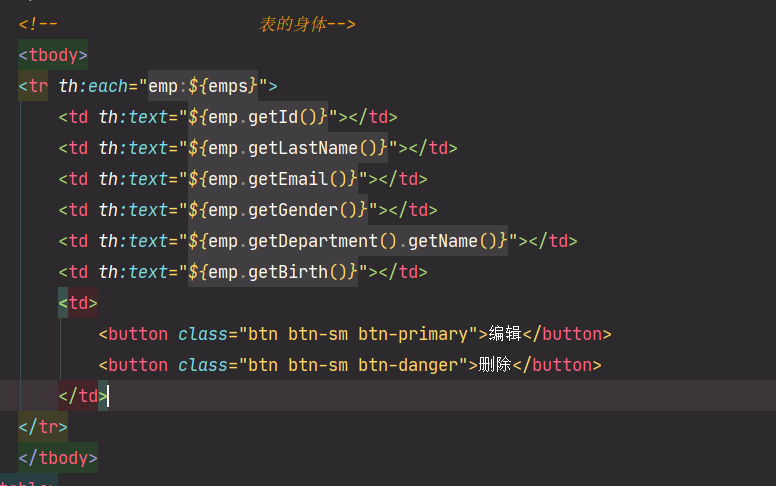 <!--                    表的身体-->
<tbody>
<tr th:each="emp:${emps}">
    <td th:text="${emp.getId()}"></td>
    <td th:text="${emp.getLastName()}"></td>
    <td th:text="${emp.getEmail()}"></td>
    <td th:text="${emp.getGender()}"></td>
    <td th:text="${emp.getDepartment().getName()}"></td>
    <td th:text="${emp.getBirth()}"></td>
    <td>
        <button class="btn btn-sm btn-primary">编辑</button>
        <button class="btn btn-sm btn-danger">删除</button>
    </td>
</tr>
</tbody>